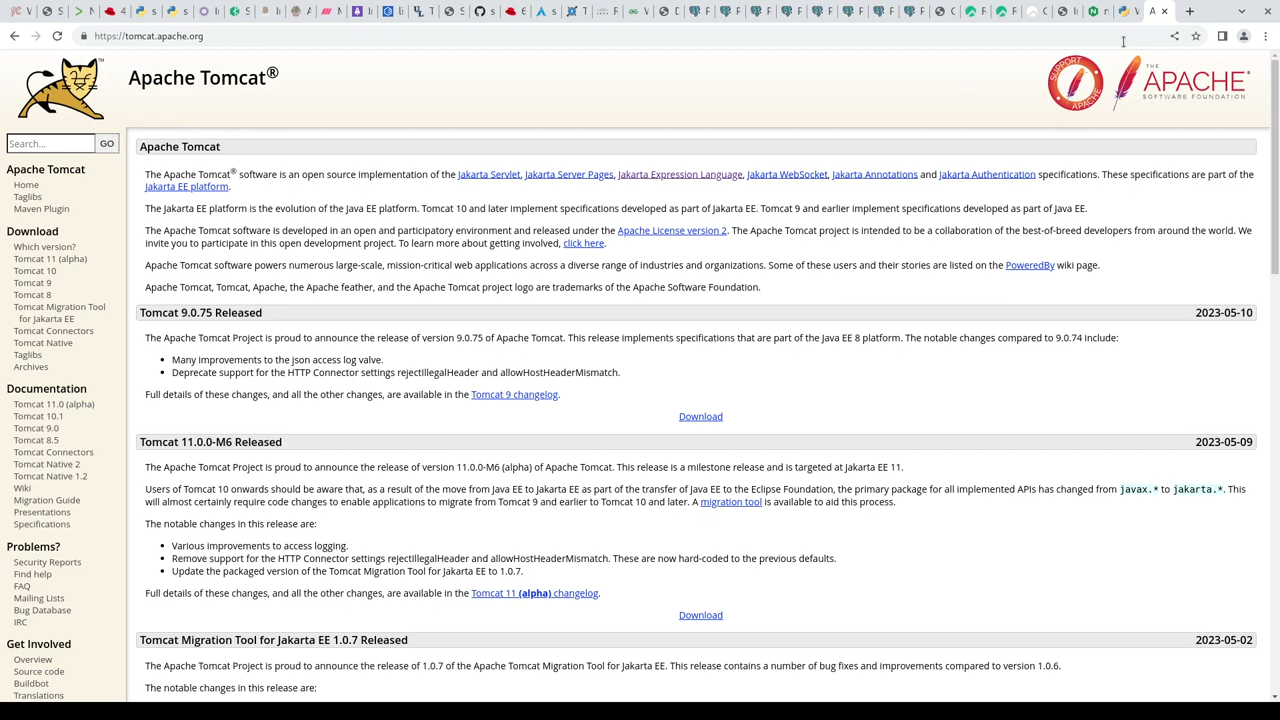 https://tomcat.apache.org
Apache Tomcat®
SUPPORT APACHE
THE APACHE®
SOFTWARE FOUNDATION
Search... GO
Apache Tomcat
Home
Taglibs
Maven Plugin
Download
Which version?
Tomcat 11 (alpha)
Tomcat 10
Tomcat 9
Tomcat 8
Tomcat Migration Tool
for Jakarta EE
Tomcat Connectors
Tomcat Native
Taglibs
Archives
Documentation
Tomcat 11.0 (alpha)
Tomcat 10.1
Tomcat 9.0
Tomcat 8.5
Tomcat Connectors
Tomcat Native 2
Tomcat Native 1.2
Wiki
Migration Guide
Presentations
Specifications
Problems?
Security Reports
Find help
FAQ
Mailing Lists
Bug Database
IRC
Get Involved
Overview
Source code
Buildbot
Translations
Apache Tomcat
The Apache Tomcat® software is an open source implementation of the Jakarta Servlet, Jakarta Server Pages, Jakarta Expression Language, Jakarta WebSocket, Jakarta Annotations and Jakarta Authentication specifications. These specifications are part of the
Jakarta EE platform.
The Jakarta EE platform is the evolution of the Java EE platform. Tomcat 10 and later implement specifications developed as part of Jakarta EE. Tomcat 9 and earlier implement specifications developed as part of Java EE.
The Apache Tomcat software is developed in an open and participatory environment and released under the Apache License version 2. The Apache Tomcat project is intended to be a collaboration of the best-of-breed developers from around the world. We
invite you to participate in this open development project. To learn more about getting involved, click here.
Apache Tomcat software powers numerous large-scale, mission-critical web applications across a diverse range of industries and organizations. Some of these users and their stories are listed on the PoweredBy wiki page.
Apache Tomcat, Tomcat, Apache, the Apache feather, and the Apache Tomcat project logo are trademarks of the Apache Software Foundation.
Tomcat 9.0.75 Released 2023-05-10
The Apache Tomcat Project is proud to announce the release of version 9.0.75 of Apache Tomcat. This release implements specifications that are part of the Java EE 8 platform. The notable changes compared to 9.0.74 include:
• Many improvements to the json access log valve.
• Deprecate support for the HTTP Connector settings rejectIllegalHeader and allowHostHeaderMismatch.
Full details of these changes, and all the other changes, are available in the Tomcat 9 changelog.
Download
Tomcat 11.0.0-M6 Released 2023-05-09
The Apache Tomcat Project is proud to announce the release of version 11.0.0-M6 (alpha) of Apache Tomcat. This release is a milestone release and is targeted at Jakarta EE 11.
Users of Tomcat 10 onwards should be aware that, as a result of the move from Java EE to Jakarta EE as part of the transfer of Java EE to the Eclipse Foundation, the primary package for all implemented APIs has changed from javax.* to jakarta.*. This
will almost certainly require code changes to enable applications to migrate from Tomcat 9 and earlier to Tomcat 10 and later. A migration tool is available to aid this process.
The notable changes in this release are:
• Various improvements to access logging.
• Remove support for the HTTP Connector settings rejectIllegalHeader and allowHostHeaderMismatch. These are now hard-coded to the previous defaults.
• Update the packaged version of the Tomcat Migration Tool for Jakarta EE to 1.0.7.
Full details of these changes, and all the other changes, are available in the Tomcat 11 (alpha) changelog.
Download
Tomcat Migration Tool for Jakarta EE 1.0.7 Released 2023-05-02
The Apache Tomcat Project is proud to announce the release of 1.0.7 of the Apache Tomcat Migration Tool for Jakarta EE. This release contains a number of bug fixes and improvements compared to version 1.0.6.
The notable changes in this release are: